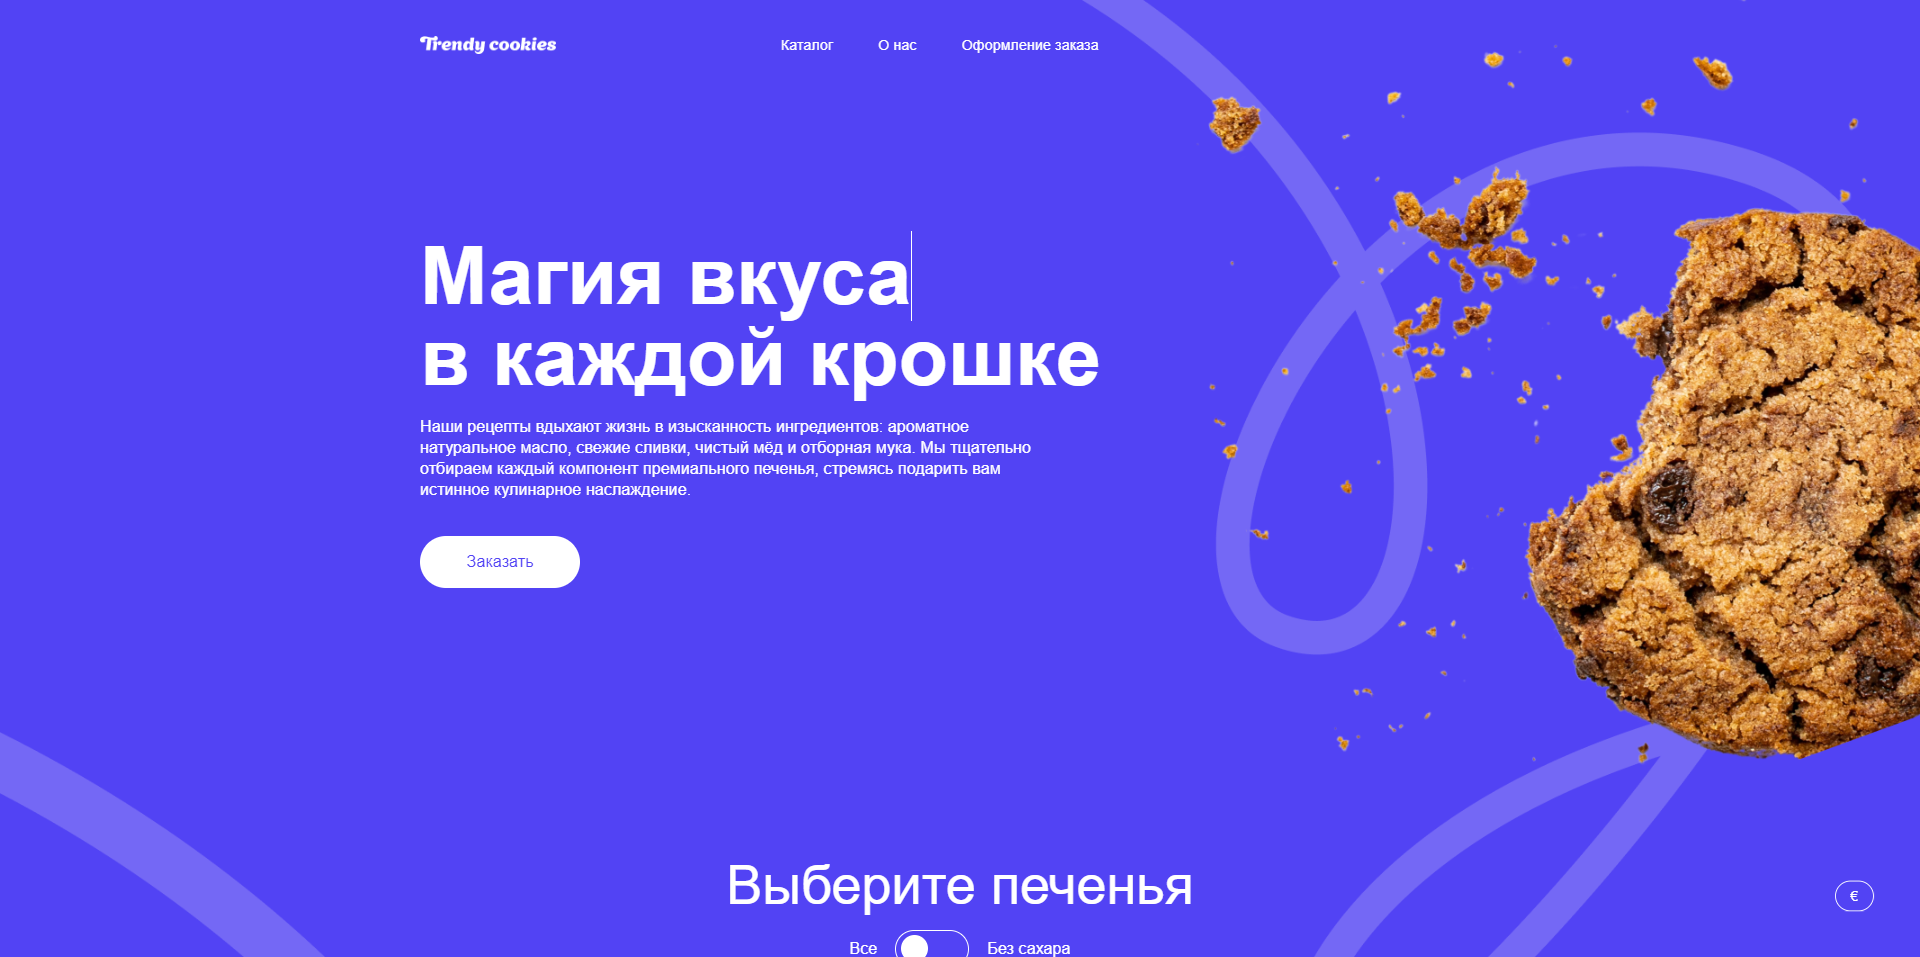 Trendy cookies
Каталог
О нас
Оформление заказа
Магия вкуса
в каждой крошке
Наши рецепты вдыхают жизнь в изысканность ингредиентов: ароматное
натуральное масло, свежие сливки, чистый мёд и отборная мука. Мы тщательно
отбираем каждый компонент премиального печенья, стремясь подарить вам
истинное кулинарное наслаждение.
Заказать
Выберите печенья
€
Все
Без сахара